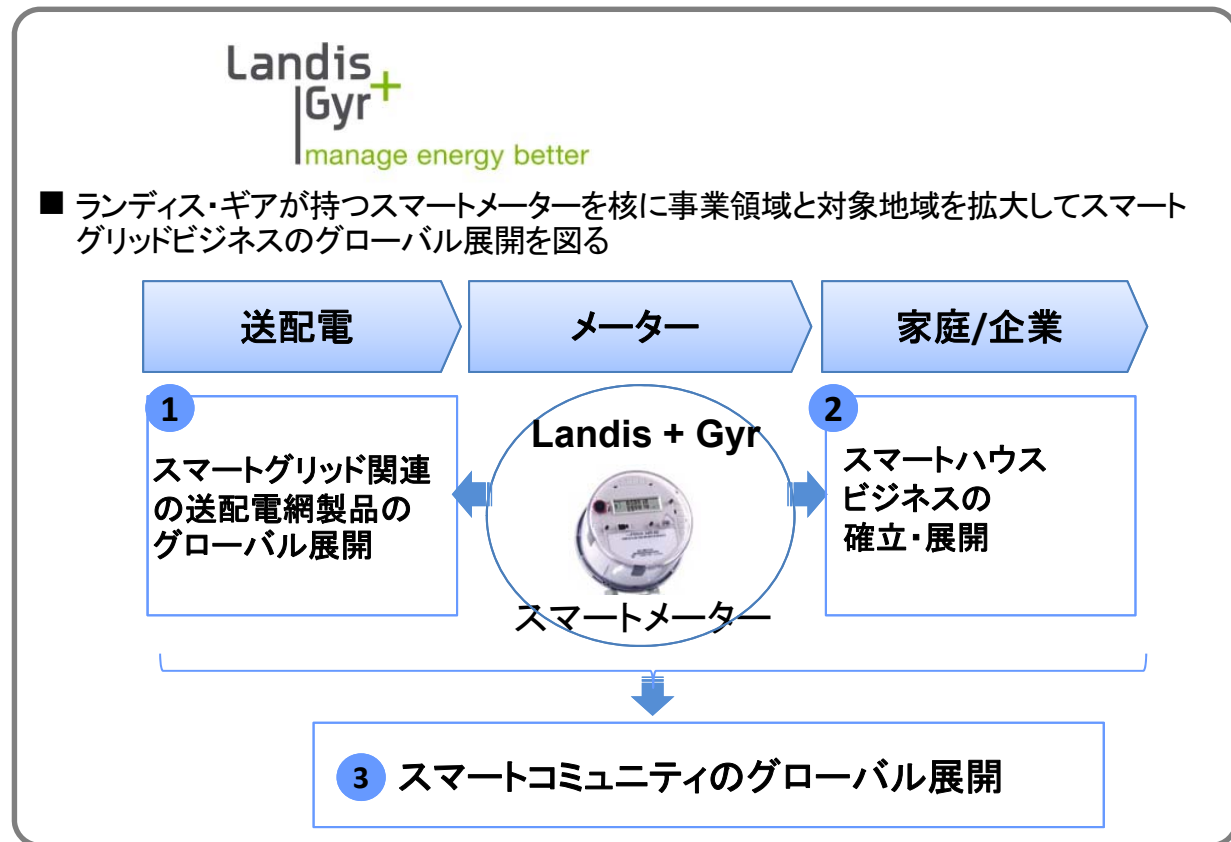 Landis
Gyr+
manage energy better
■ ランディス・ギアが持つスマートメーターを核に事業領域と対象地域を拡大してスマート
グリッドビジネスのグローバル展開を図る
送配電
メーター
家庭/企業
1
スマートグリッド関連
の送配電網製品の
グローバル展開
Landis + Gyr
スマートメーター
2
スマートハウス
ビジネスの
確立・展開
3 スマートコミュニティのグローバル展開